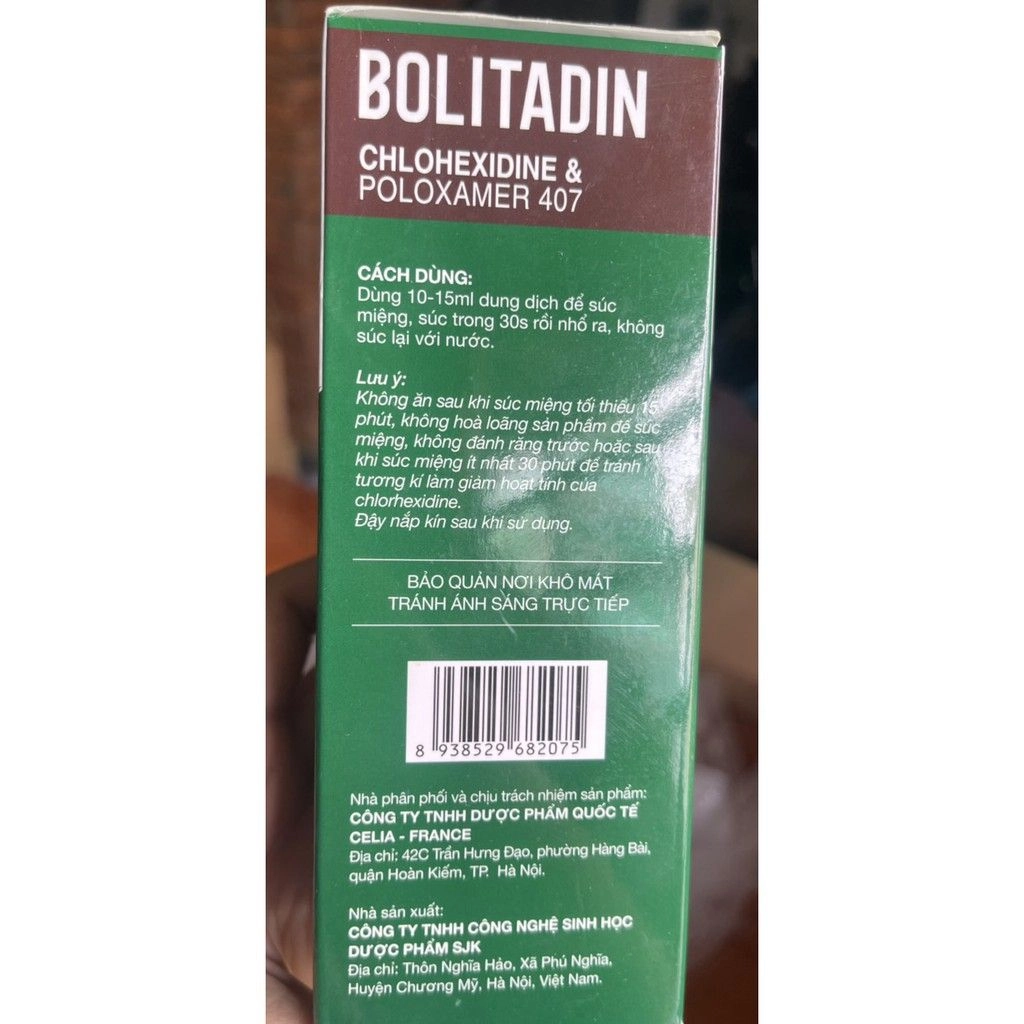 BOLITADIN
CHLOHEXIDINE &
POLOXAMER 407
CÁCH DÙNG:
Dùng 10-15ml dung dịch để súc
miệng, súc trong 30s rồi nhổ ra, không
súc lại với nước.
Lưu ý:
Không ăn sau khi súc miệng tối thiểu 15
phút, không hoà loãng sản phẩm để súc
miệng, không đánh răng trước hoặc sau
khi súc miệng ít nhất 30 phút để tránh
tương kí làm giảm hoạt tính của
chlorhexidine.
Đậy nắp kín sau khi sử dụng.
BẢO QUẢN NƠI KHÔ MÁT
TRÁNH ÁNH SÁNG TRỰC TIẾP
8 938529 682075
Nhà phân phối và chịu trách nhiệm sản phẩm:
CÔNG TY TNHH DƯỢC PHẨM QUỐC TẾ
CELIA - FRANCE
Địa chỉ: 42C Trần Hưng Đạo, phường Hàng Bài,
quận Hoàn Kiếm, TP. Hà Nội.
Nhà sản xuất:
CÔNG TY TNHH CÔNG NGHỆ SINH HỌC
DƯỢC PHẨM SJK
Địa chỉ: Thôn Nghĩa Hảo, Xã Phú Nghĩa,
Huyện Chương Mỹ, Hà Nội, Việt Nam.